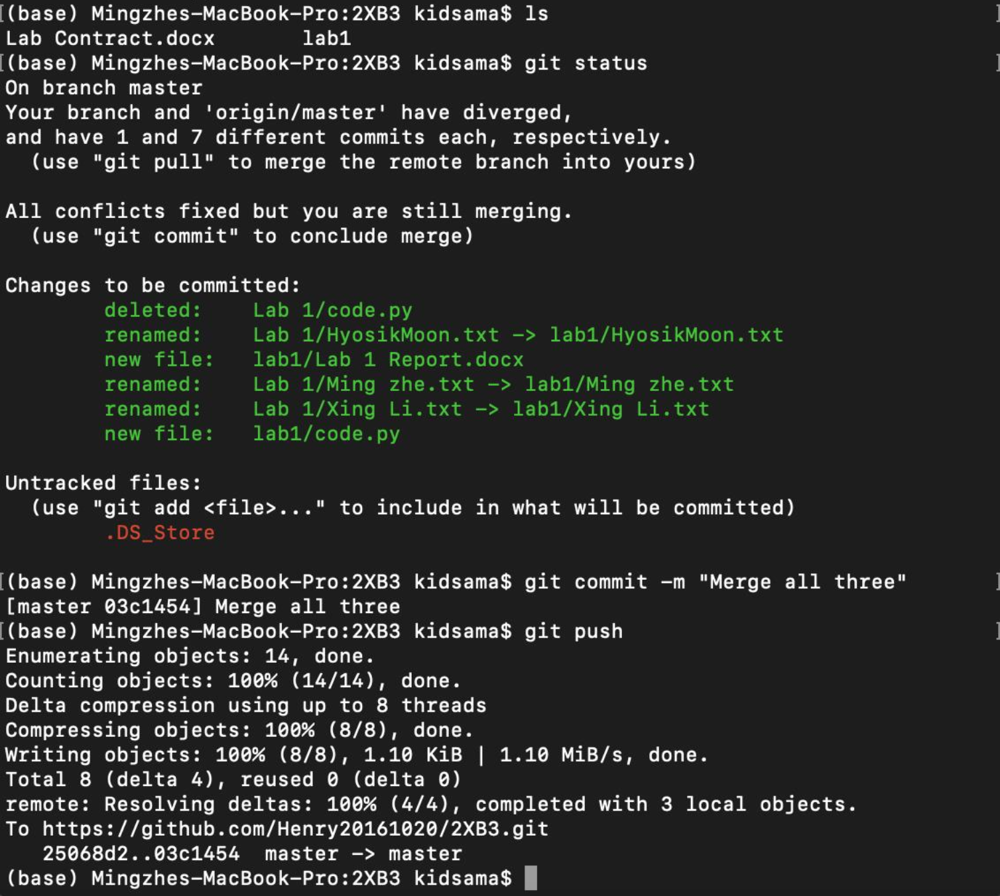 (base) Mingzhes-MacBook-Pro:2XB3 kidsama$ ls
Lab Contract.docx       lab1
(base) Mingzhes-MacBook-Pro:2XB3 kidsama$ git status
On branch master
Your branch and 'origin/master' have diverged,
and have 1 and 7 different commits each, respectively.
  (use "git pull" to merge the remote branch into yours)

All conflicts fixed but you are still merging.
  (use "git commit" to conclude merge)

Changes to be committed:
        deleted:    Lab 1/code.py
        renamed:    Lab 1/HyosikMoon.txt -> lab1/HyosikMoon.txt
        new file:   lab1/Lab 1 Report.docx
        renamed:    Lab 1/Ming zhe.txt -> lab1/Ming zhe.txt
        renamed:    Lab 1/Xing Li.txt -> lab1/Xing Li.txt
        new file:   lab1/code.py

Untracked files:
  (use "git add <file>..." to include in what will be committed)
        .DS_Store

(base) Mingzhes-MacBook-Pro:2XB3 kidsama$ git commit -m "Merge all three"
[master 03c1454] Merge all three
(base) Mingzhes-MacBook-Pro:2XB3 kidsama$ git push
Enumerating objects: 14, done.
Counting objects: 100% (14/14), done.
Delta compression using up to 8 threads
Compressing objects: 100% (8/8), done.
Writing objects: 100% (8/8), 1.10 KiB | 1.10 MiB/s, done.
Total 8 (delta 4), reused 0 (delta 0)
remote: Resolving deltas: 100% (4/4), completed with 3 local objects.
To https://github.com/Henry20161020/2XB3.git
   25068d2..03c1454  master -> master
(base) Mingzhes-MacBook-Pro:2XB3 kidsama$